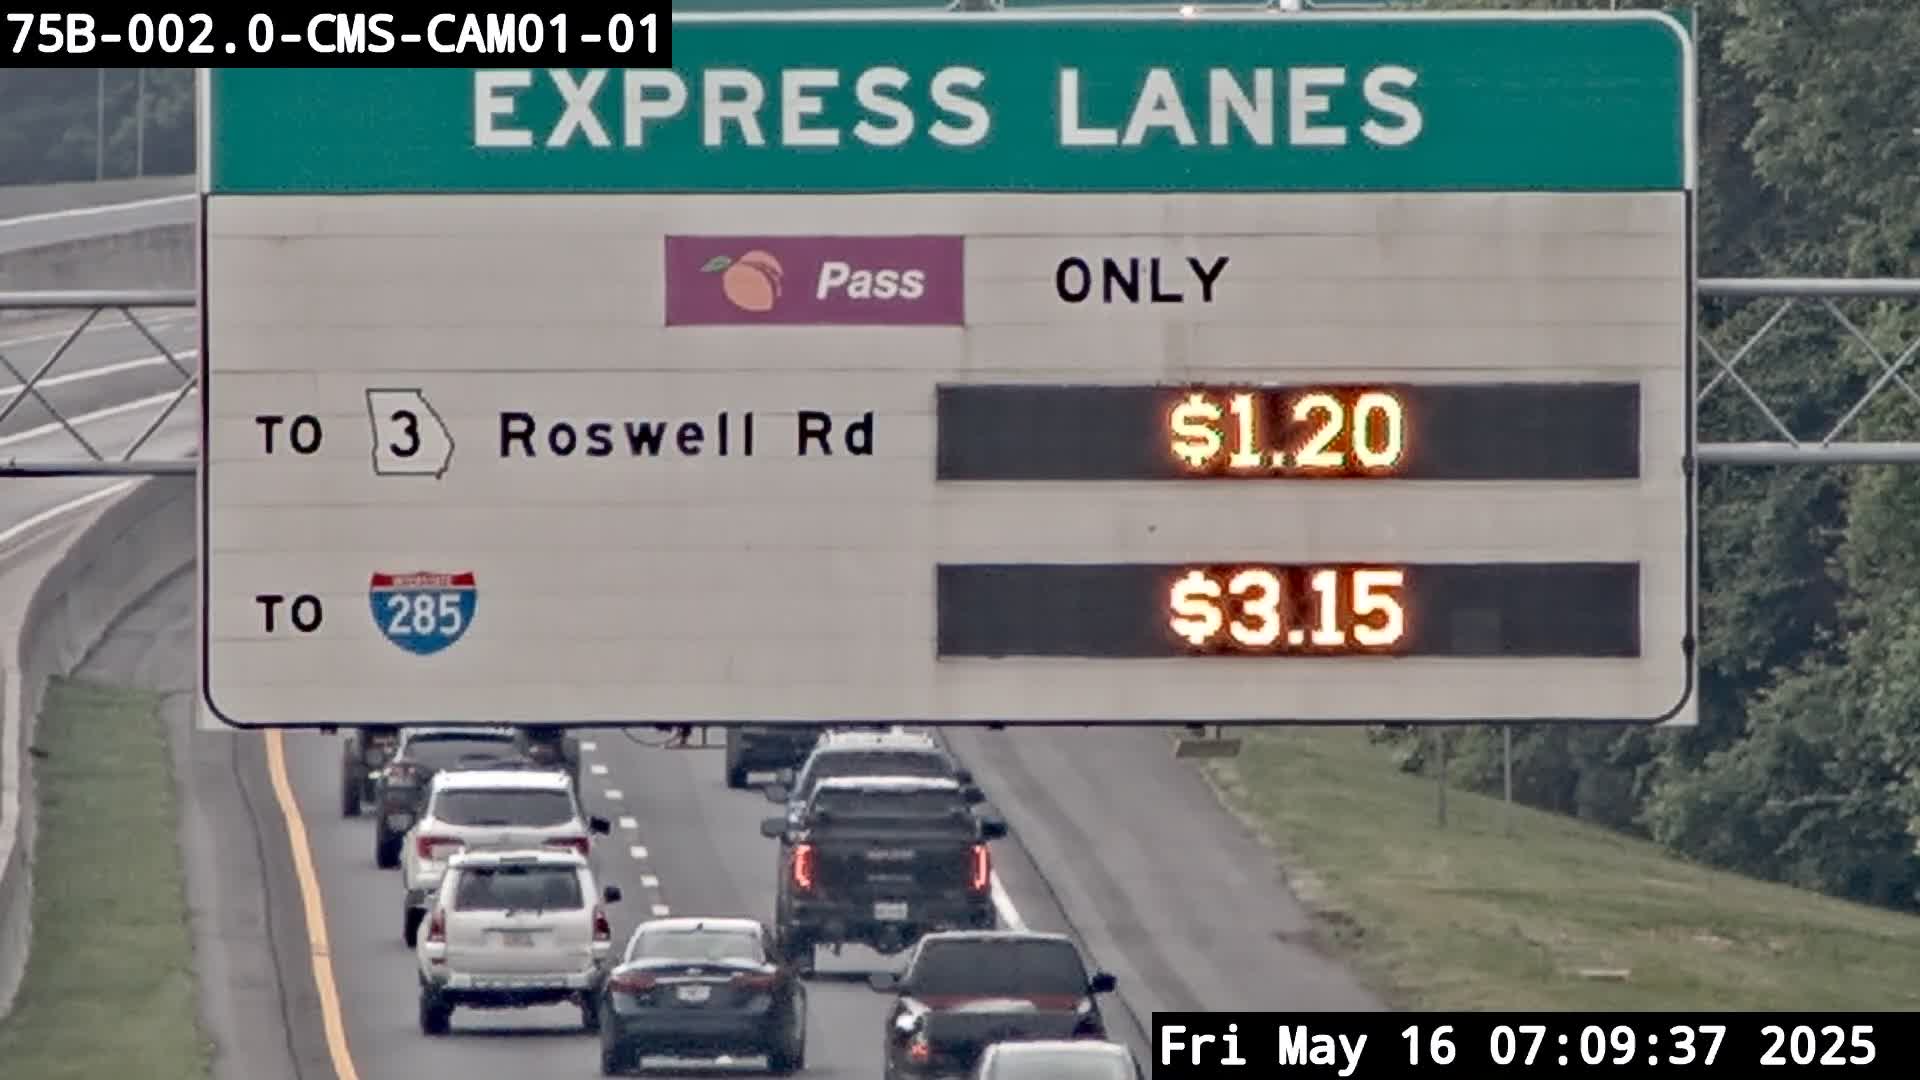 75B-002.0-CMS-CAM01-01
EXPRESS LANES
Pass ONLY
TO 3 Roswell Rd $1.20
INTERSTATE
TO 285 $3.15
Fri May 16 07:09:37 2025